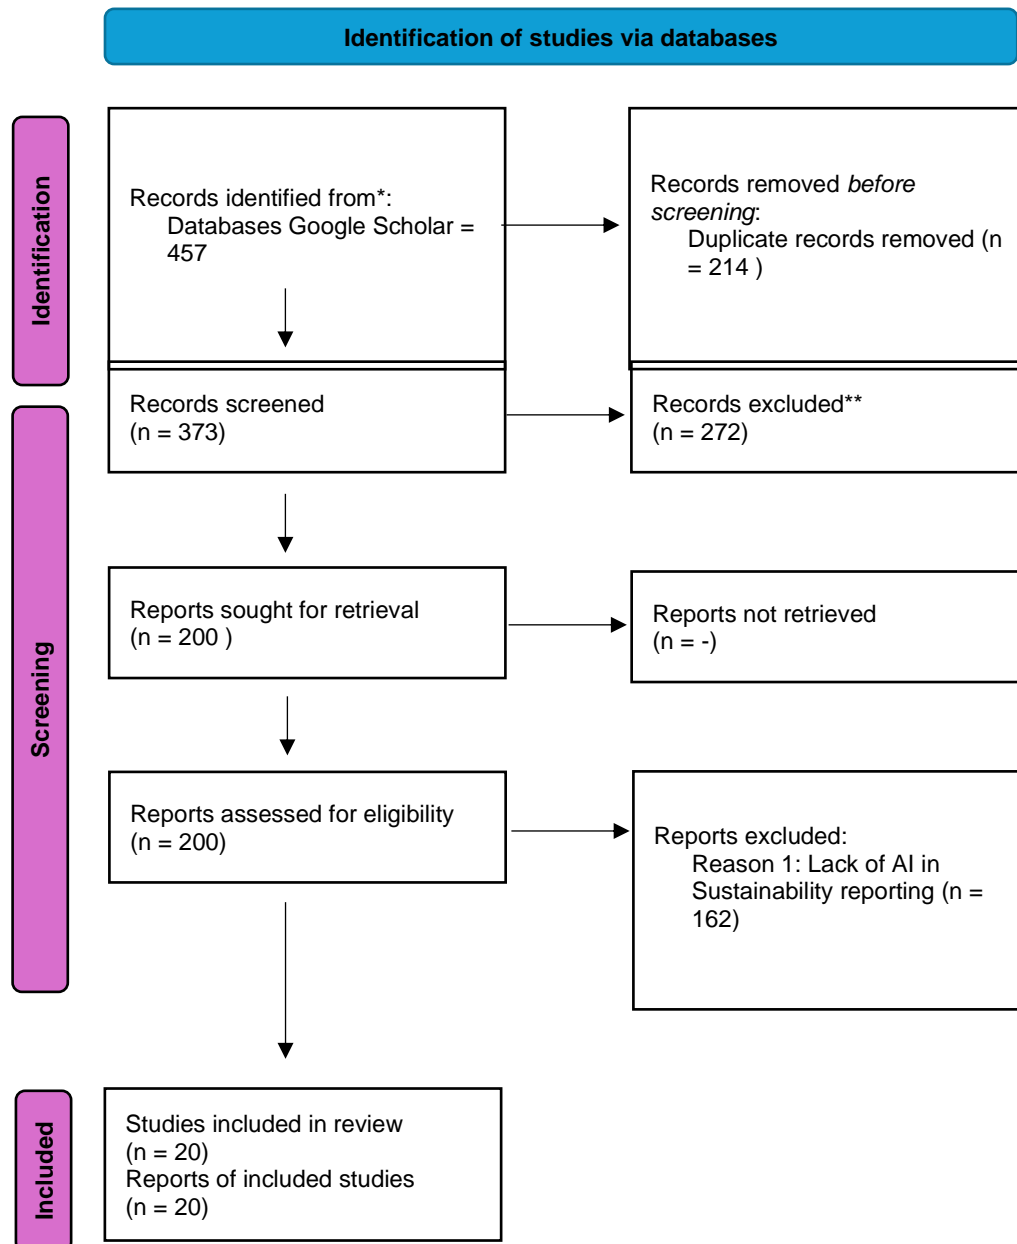 Identification of studies via databases
Identification
Records identified from*:
Databases Google Scholar =
457
Records removed before
screening:
Duplicate records removed (n
= 214 )
Screening
Records screened
(n = 373)
Records excluded**
(n = 272)
Reports sought for retrieval
(n = 200 )
Reports not retrieved
(n = -)
Reports assessed for eligibility
(n = 200)
Reports excluded:
Reason 1: Lack of AI in
Sustainability reporting (n =
162)
Included
Studies included in review
(n = 20)
Reports of included studies
(n = 20)